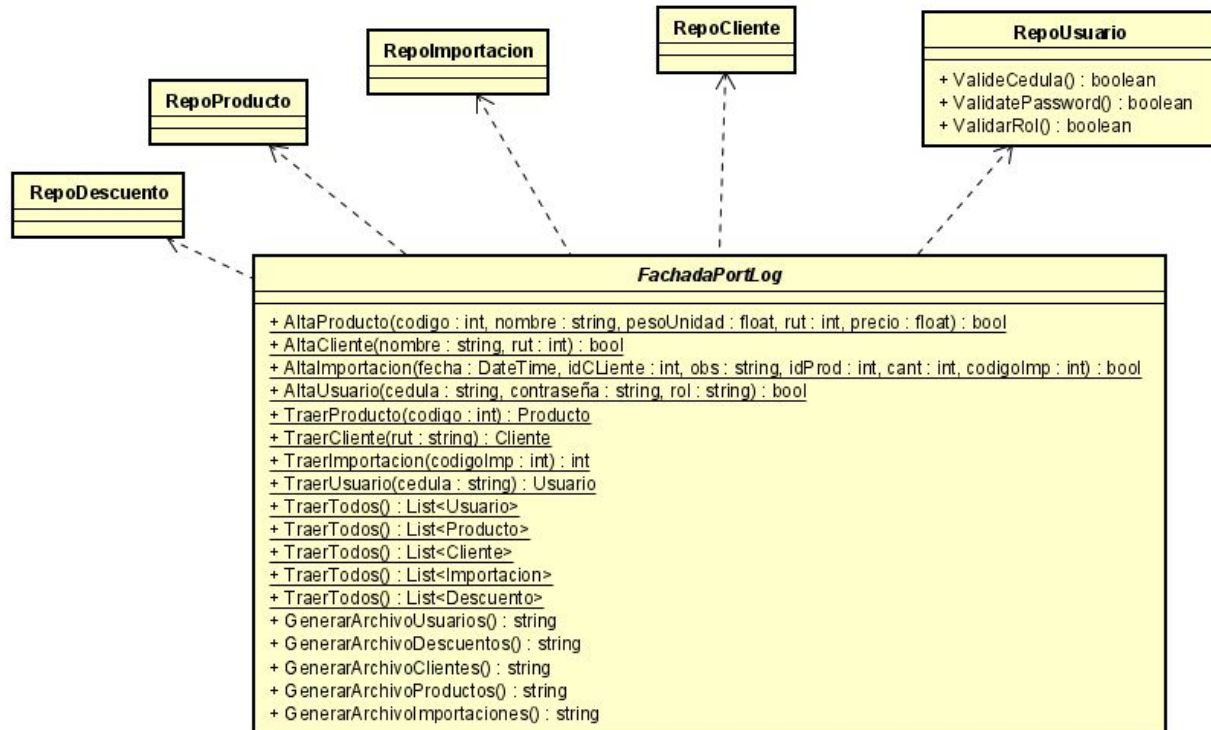 RepoCliente
RepoUsuario
+ ValideCedula() : boolean
+ ValidatePassword() : boolean
+ ValidarRol() : boolean
RepoImportacion
RepoProducto
RepoDescuento
FachadaPortLog
+ AltaProducto(codigo : int, nombre : string, pesoUnidad : float, rut : int, precio : float) : bool
+ AltaCliente(nombre : string, rut : int) : bool
+ AltaImportacion(fecha : DateTime, idCLiente : int, obs : string, idProd : int, cant : int, codigoImp : int) : bool
+ AltaUsuario(cedula : string, contraseña : string, rol : string) : bool
+ TraerProducto(codigo : int) : Producto
+ TraerCliente(rut : string) : Cliente
+ TraerImportacion(codigoImp : int) : int
+ TraerUsuario(cedula : string) : Usuario
+ TraerTodos() : List<Usuario>
+ TraerTodos() : List<Producto>
+ TraerTodos() : List<Cliente>
+ TraerTodos() : List<Importacion>
+ TraerTodos() : List<Descuento>
+ GenerarArchivoUsuarios() : string
+ GenerarArchivoDescuentos() : string
+ GenerarArchivoClientes() : string
+ GenerarArchivoProductos() : string
+ GenerarArchivoImportaciones() : string